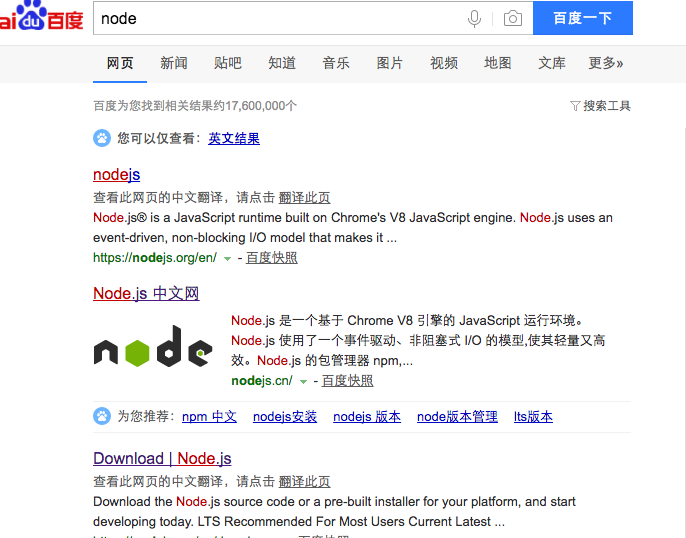 aidu百度 node 百度一下
网页 新闻 贴吧 知道 音乐 图片 视频 地图 文库 更多»
百度为您找到相关结果约17,600,000个 搜索工具
您可以仅查看：英文结果
nodejs
查看此网页的中文翻译，请点击 翻译此页
Node.js® is a JavaScript runtime built on Chrome's V8 JavaScript engine. Node.js uses an
event-driven, non-blocking I/O model that makes it ...
https://nodejs.org/en/ - 百度快照
Node.js 中文网
node
Node.js 是一个基于 Chrome V8 引擎的 JavaScript 运行环境。
Node.js 使用了一个事件驱动、非阻塞式 I/O 的模型,使其轻量又高
效。Node.js 的包管理器 npm,...
nodejs.cn/ - 百度快照
为您推荐：npm 中文 nodejs安装 nodejs 版本 node版本管理 lts版本
Download | Node.js
查看此网页的中文翻译，请点击 翻译此页
Download the Node.js source code or a pre-built installer for your platform, and start
developing today. LTS Recommended For Most Users Current Latest ...